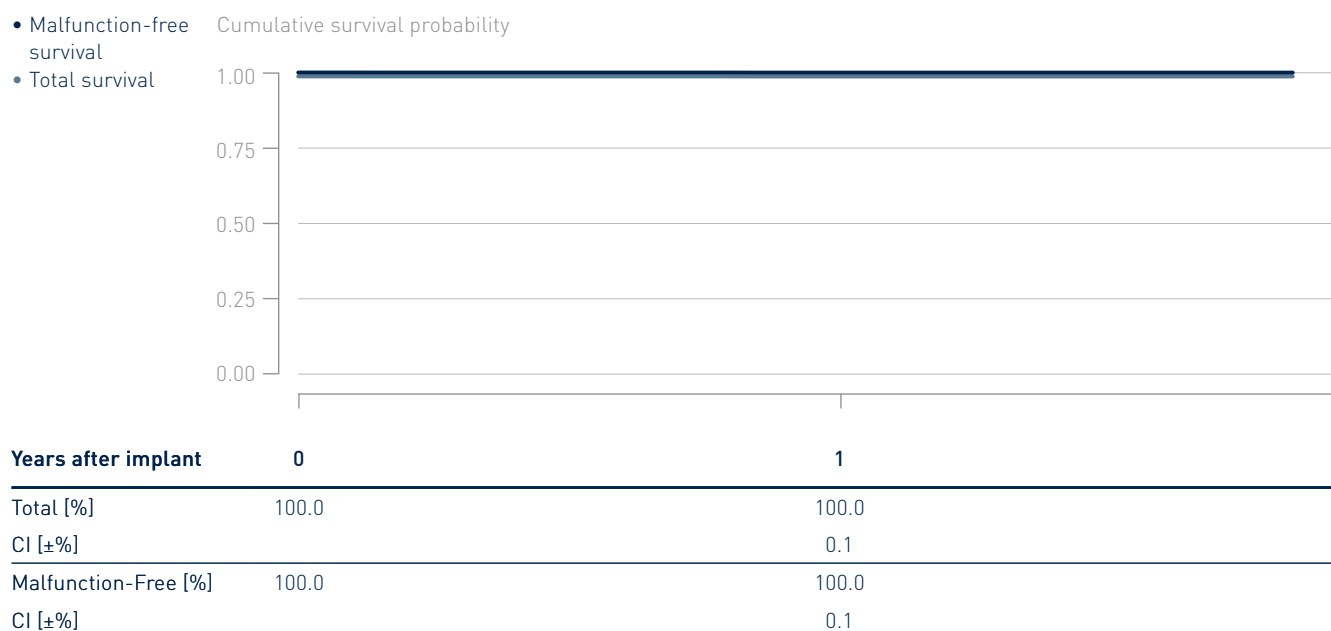 • Malfunction-free
survival
• Total survival
Cumulative survival probability
1.00
0.75
0.50
0.25
0.00
Years after implant 0 1
Total [%] 100.0 100.0
CI [±%] 0.1
Malfunction-Free [%] 100.0 100.0
CI [±%] 0.1